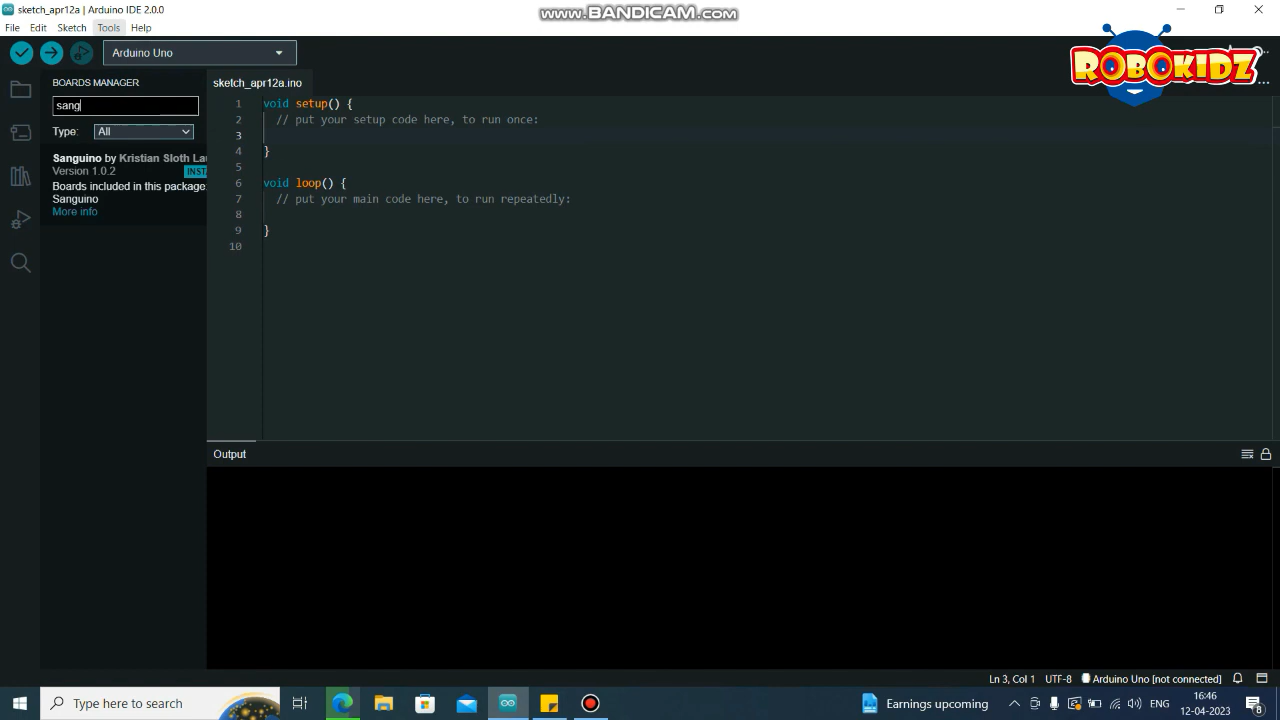 sketch_apr12a | Arduino IDE 2.0.0
www.BANDICAM.com
File Edit Sketch Tools Help
Arduino Uno
ROBOKIDZ
BOARDS MANAGER
sketch_apr12a.ino
sang
Type: All
Sanguino by Kristian Sloth Lau
Version 1.0.2 INSTA
Boards included in this package:
Sanguino
More info
1 void setup() {
2 // put your setup code here, to run once:
3
4 }
5
6 void loop() {
7 // put your main code here, to run repeatedly:
8
9 }
10
Output
Ln 3, Col 1 UTF-8 Arduino Uno [not connected]
Type here to search
Earnings upcoming
ENG
16:46
12-04-2023
8